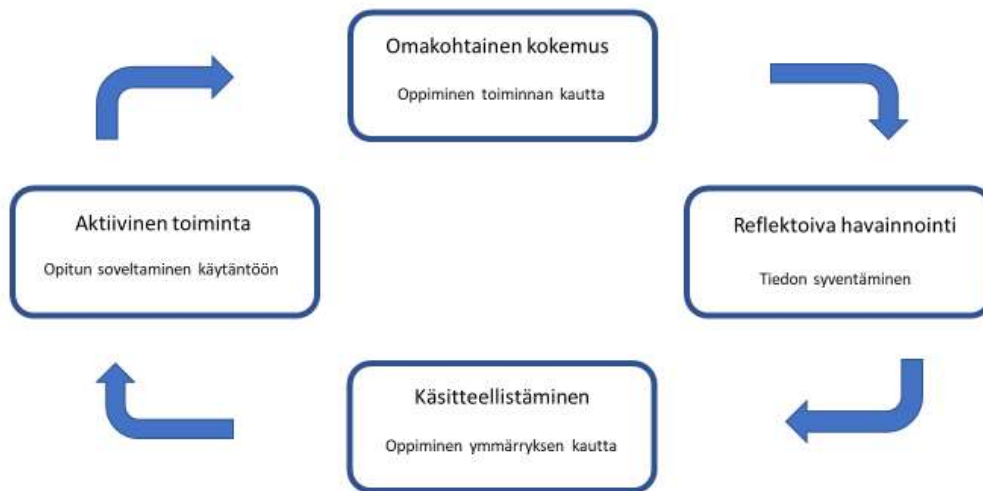 Omakohtainen kokemus
Oppiminen toiminnan kautta
Reflektoiva havainnointi
Tiedon syventäminen
Käsitteellistäminen
Oppiminen ymmärryksen kautta
Aktiivinen toiminta
Opitun soveltaminen käytäntöön